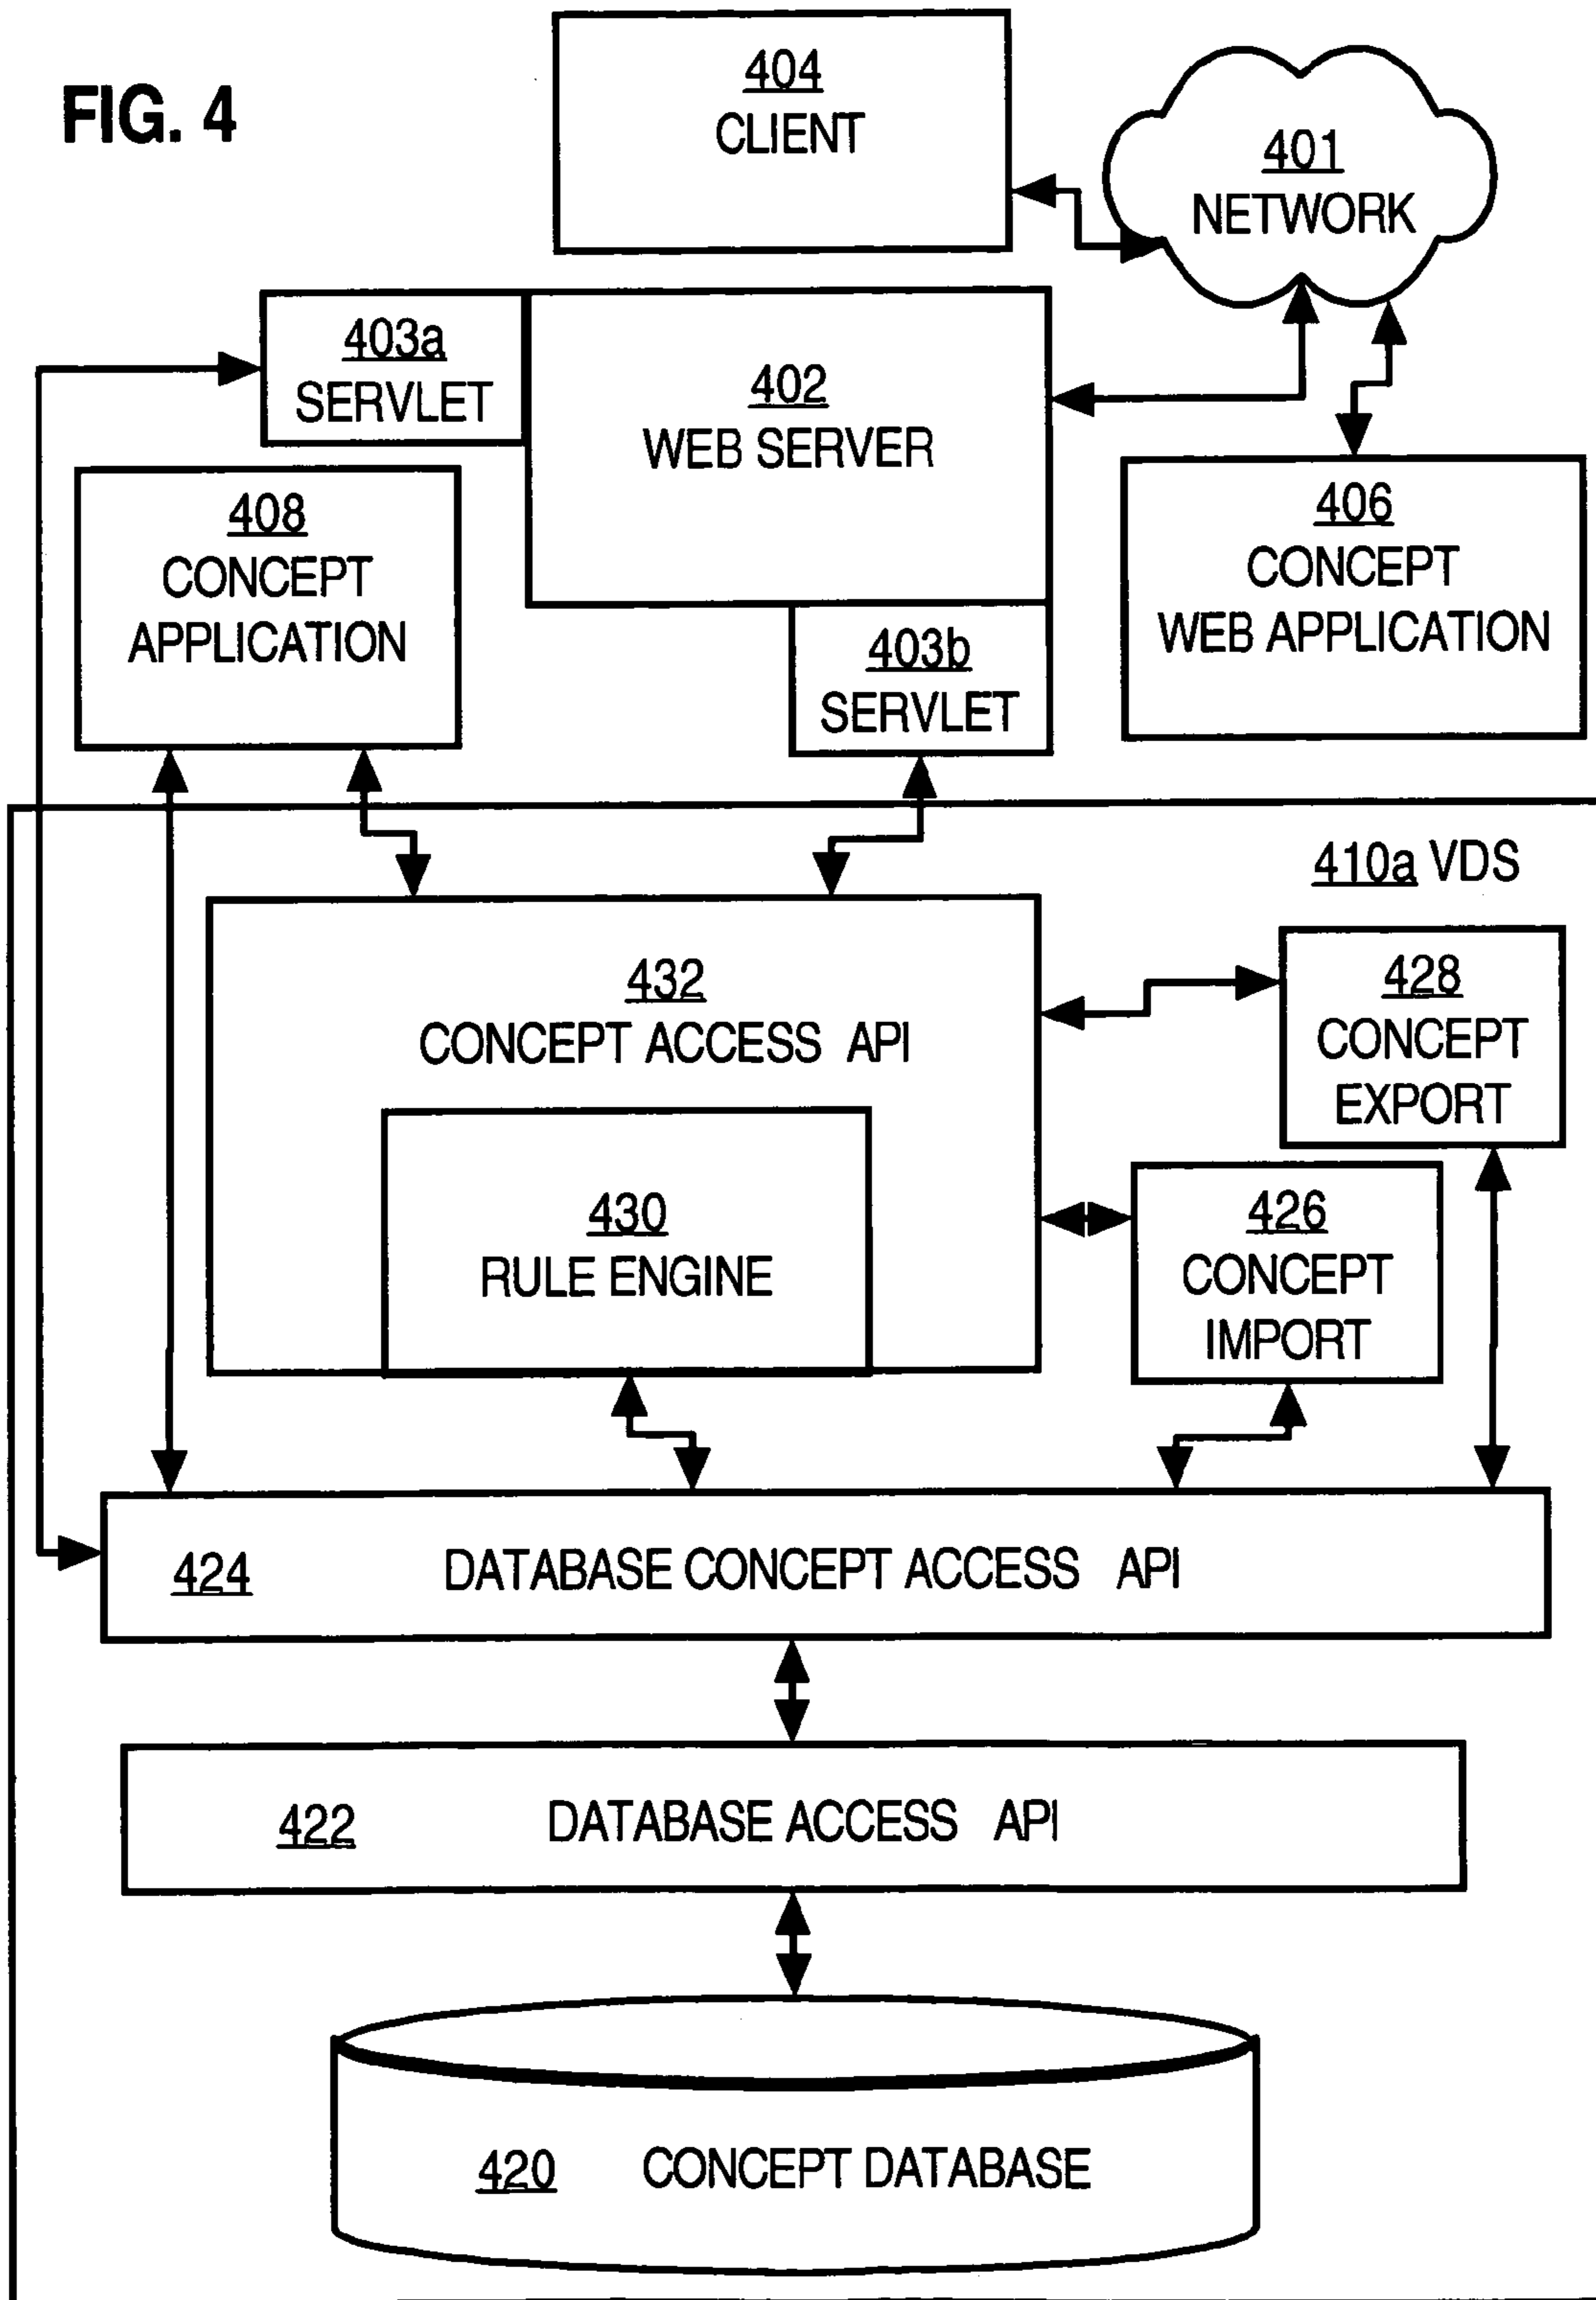 FIG. 4
404
CLIENT
401
NETWORK
403a
SERVLET
402
WEB SERVER
408
CONCEPT
APPLICATION
406
CONCEPT
WEB APPLICATION
403b
SERVLET
410a VDS
432
CONCEPT ACCESS API
428
CONCEPT
EXPORT
430
RULE ENGINE
426
CONCEPT
IMPORT
424 DATABASE CONCEPT ACCESS API
422 DATABASE ACCESS API
420 CONCEPT DATABASE